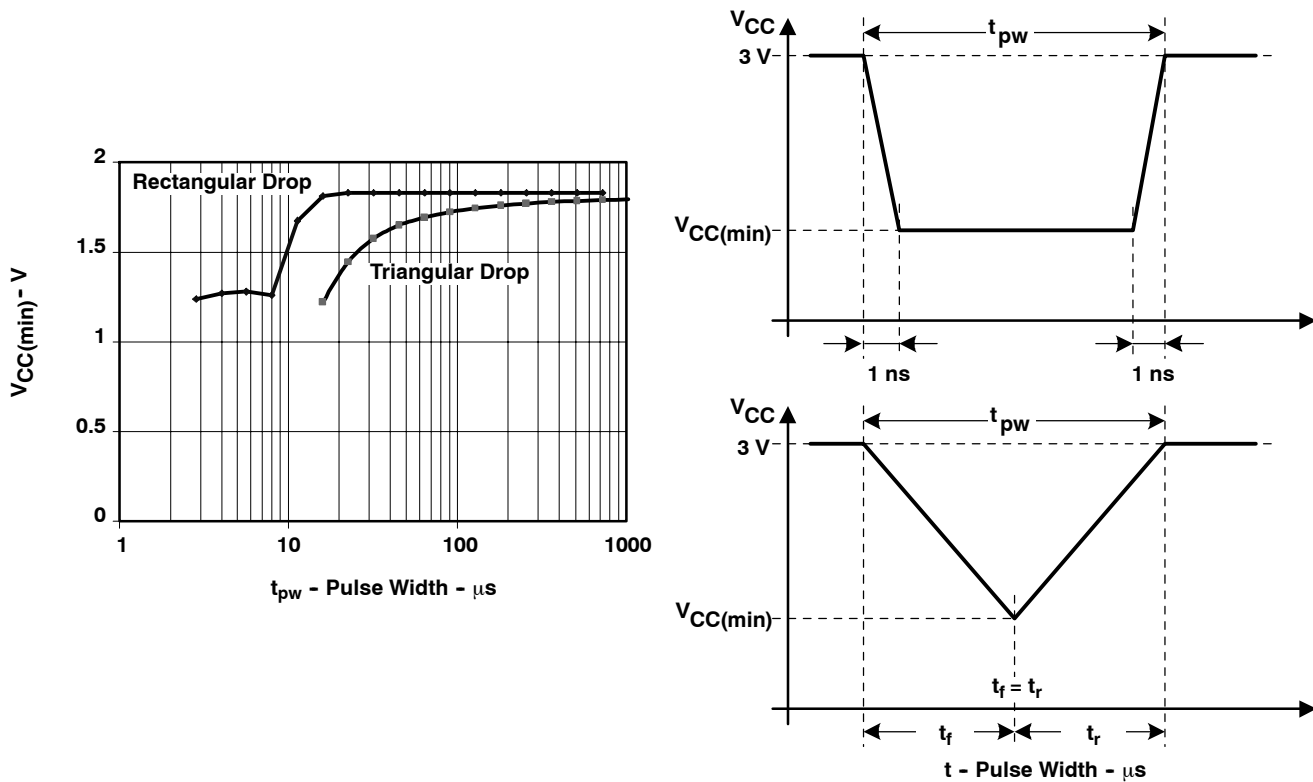 2
Rectangular Drop
1.5
Triangular Drop
1
0.5
0
1
10
100
1000
VCC(min) - V
tpw - Pulse Width - μs
VCC
tpw
3 V
VCC(min)
1 ns
1 ns
VCC
tpw
3 V
VCC(min)
tf = tr
tf
tr
t - Pulse Width - μs